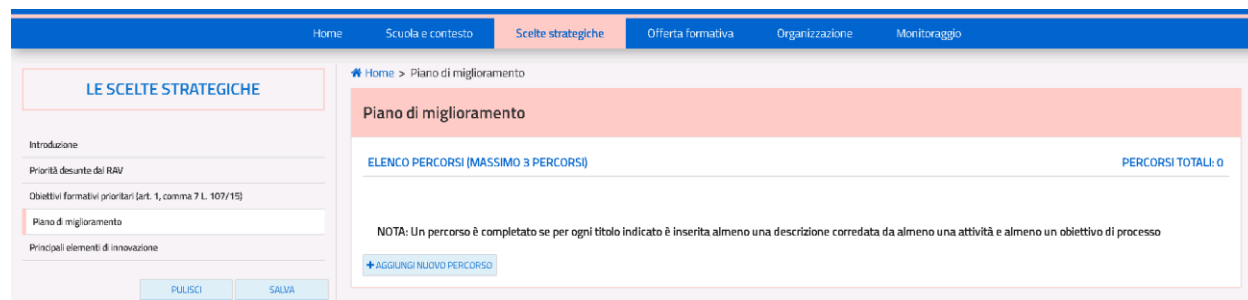 Home Scuola e contesto Scelte strategiche Offerta formativa Organizzazione Monitoraggio
LE SCELTE STRATEGICHE
Introduzione
Priorità desunte dal RAV
Obiettivi formativi prioritari (art. 1, comma 7 L. 107/15)
Piano di miglioramento
Principali elementi di innovazione
PULISCI SALVA
Home > Piano di miglioramento
Piano di miglioramento
ELENCO PERCORSI (MASSIMO 3 PERCORSI) PERCORSI TOTALI: 0
NOTA: Un percorso è completato se per ogni titolo indicato è inserita almeno una descrizione corredata da almeno una attività e almeno un obiettivo di processo
+ AGGIUNGI NUOVO PERCORSO